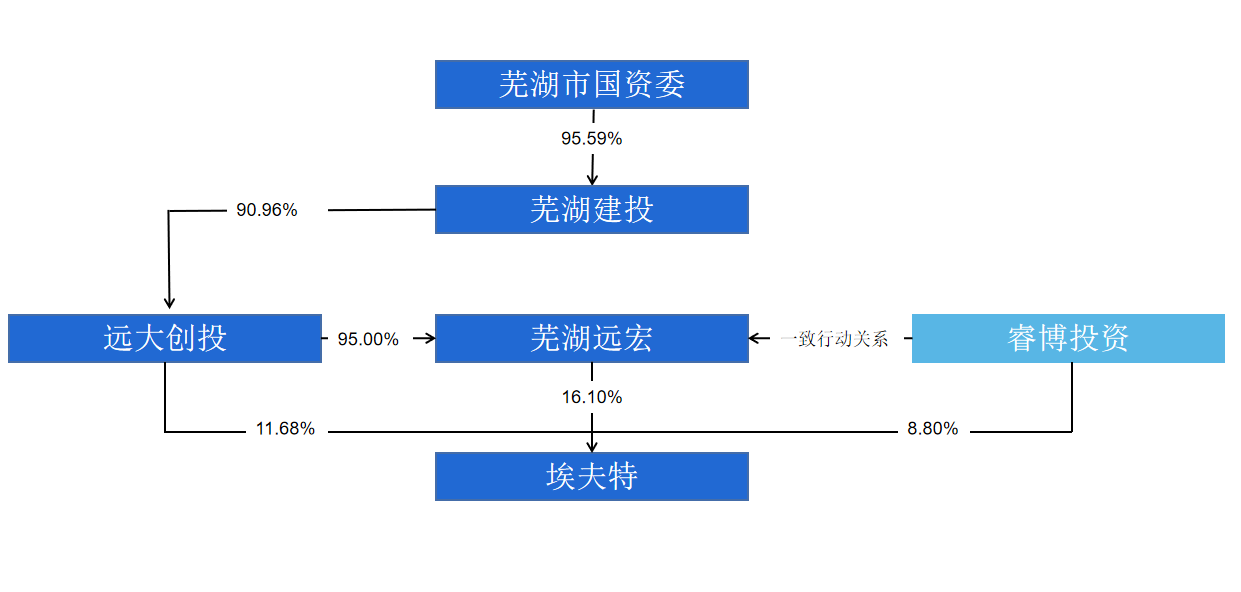 芜湖市国资委
95.59%
芜湖建投
90.96%
远大创投
95.00%
芜湖远宏
一致行动关系
睿博投资
16.10%
11.68%
8.80%
埃夫特